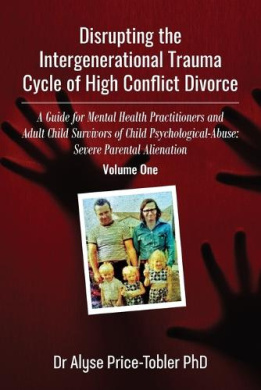 Disrupting the
Intergenerational Trauma
Cycle of High Conflict Divorce
A Guide for Mental Health Practitioners and
Adult Child Survivors of Child Psychological-Abuse:
Severe Parental Alienation
Volume One
Dr Alyse Price-Tobler PhD